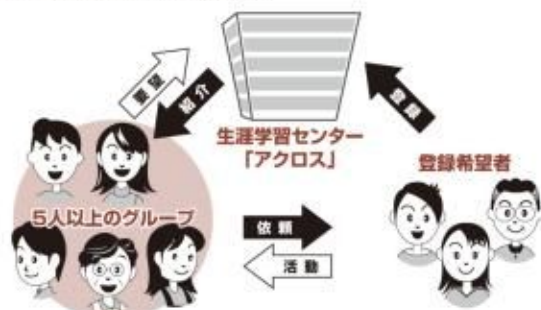 要望
紹介
登録
生涯学習センター
「アクロス」
登録希望者
5人以上のグループ
依頼
活動